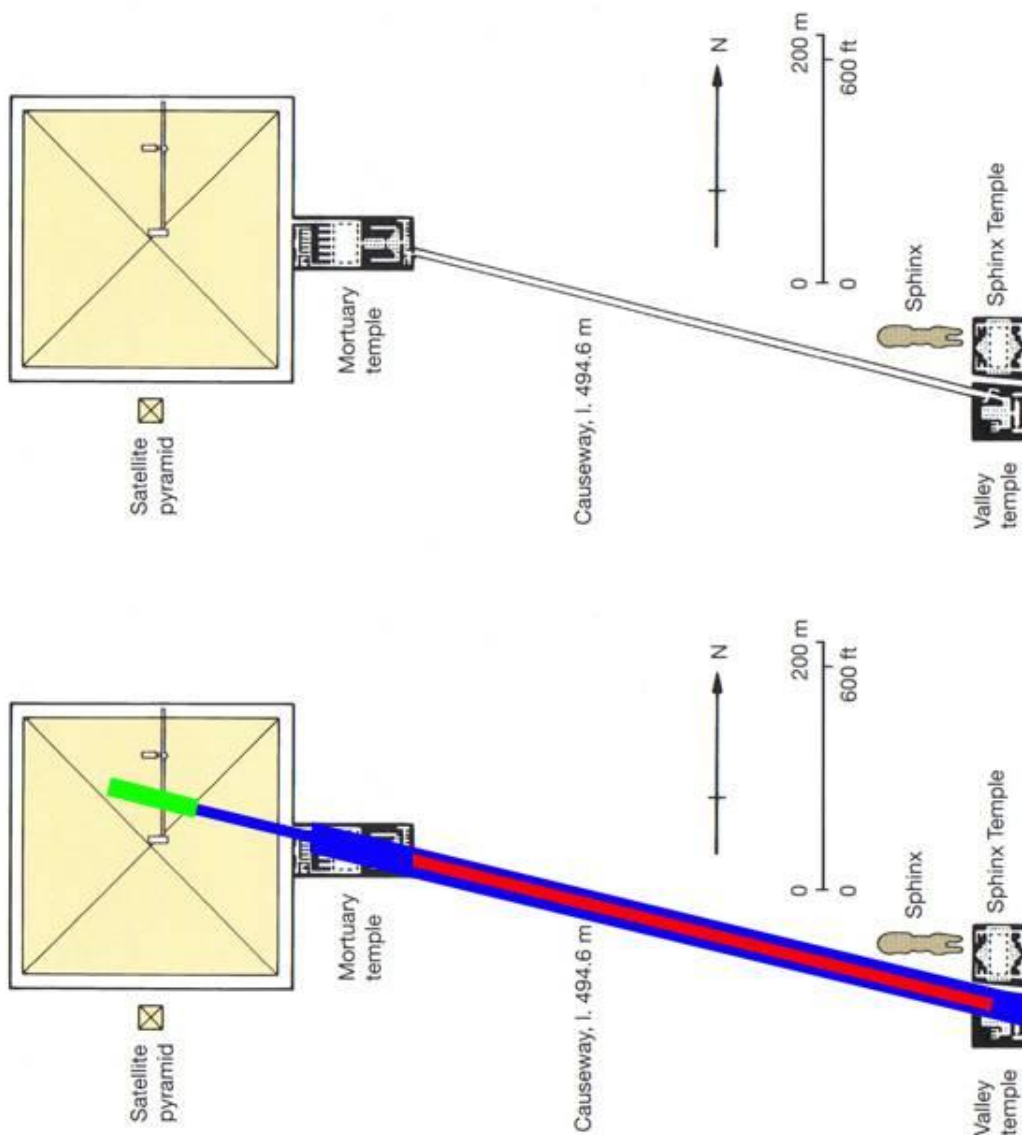 Satellite
pyramid
Mortuary
temple
Causeway, l. 494.6 m
N
0
200 m
0
600 ft
Sphinx
Sphinx Temple
Valley
temple
Satellite
pyramid
Mortuary
temple
Causeway, l. 494.6 m
N
0
200 m
0
600 ft
Sphinx
Sphinx Temple
Valley
temple